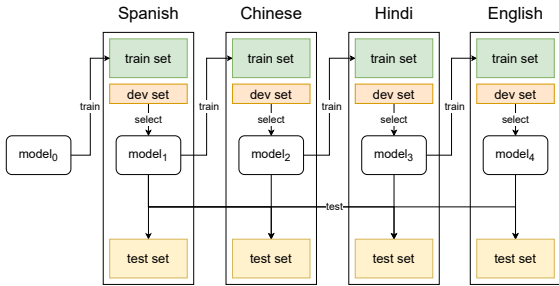 Spanish Chinese Hindi English
train set train set train set train set
dev set dev set dev set dev set
train train train train
select select select select
model0 model1 model2 model3 model4
test
test set test set test set test set